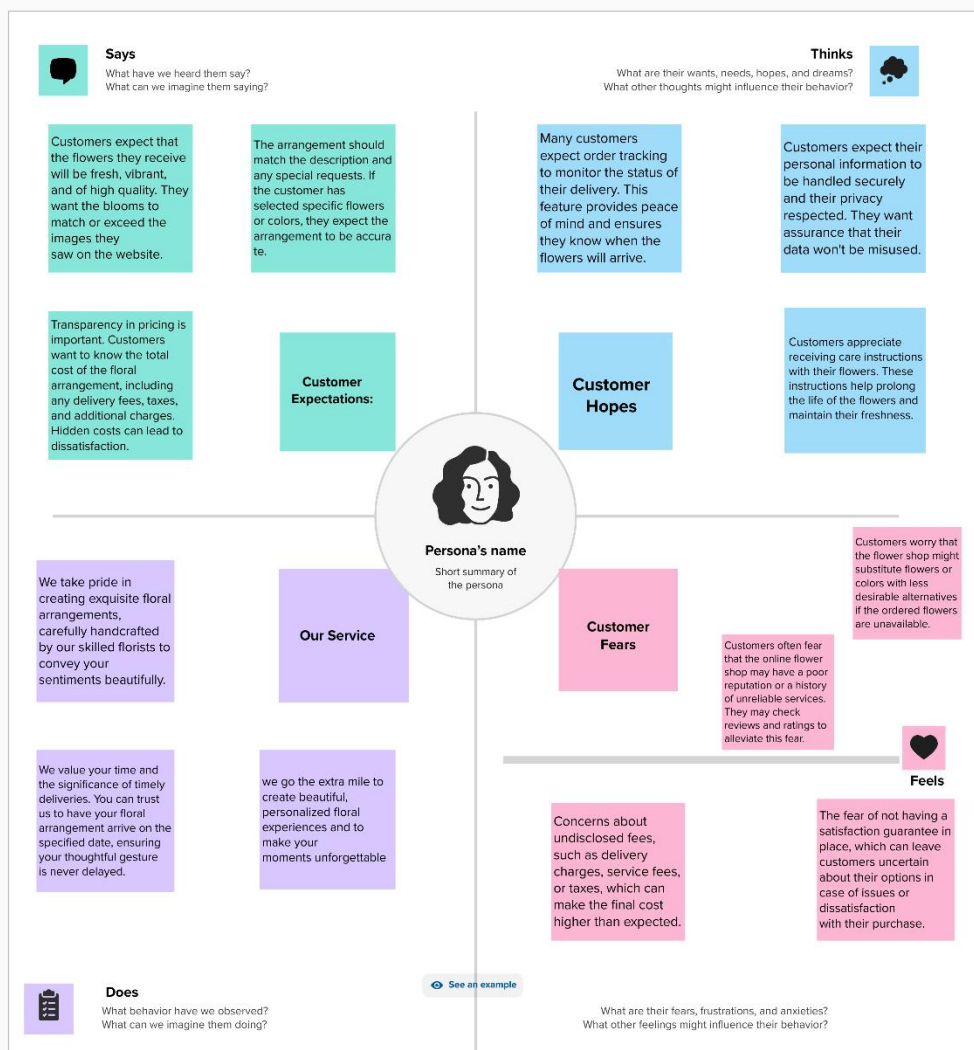 Says
What have we heard them say?
What can we imagine them saying?
Customers expect that
the flowers they receive
will be fresh, vibrant,
and of high quality. They
want the blooms to
match or exceed the
images they
saw on the website.
The arrangement should
match the description and
any special requests. If
the customer has
selected specific flowers
or colors, they expect the
arrangement to be accura
te.
Transparency in pricing is
important. Customers
want to know the total
cost of the floral
arrangement, including
any delivery fees, taxes,
and additional charges.
Hidden costs can lead to
dissatisfaction.
Customer
Expectations:
Thinks
What are their wants, needs, hopes, and dreams?
What other thoughts might influence their behavior?
Many customers
expect order tracking
to monitor the status of
their delivery. This
feature provides peace
of mind and ensures
they know when the
flowers will arrive.
Customers expect their
personal information to
be handled securely
and their privacy
respected. They want
assurance that their
data won't be misused.
Customer
Hopes
Customers appreciate
receiving care instructions
with their flowers. These
instructions help prolong
the life of the flowers and
maintain their freshness.
Persona's name
Short summary of
the persona
We take pride in
creating exquisite floral
arrangements,
carefully handcrafted
by our skilled florists to
convey your
sentiments beautifully.
Our Service
We value your time and
the significance of timely
deliveries. You can trust
us to have your floral
arrangement arrive on the
specified date, ensuring
your thoughtful gesture
is never delayed.
we go the extra mile to
create beautiful,
personalized floral
experiences and to
make your
moments unforgettable
Does
What behavior have we observed?
What can we imagine them doing?
See an example
Customer
Fears
Customers worry that
the flower shop might
substitute flowers or
colors with less
desirable alternatives
if the ordered flowers
are unavailable.
Customers often fear
that the online flower
shop may have a poor
reputation or a history
of unreliable services.
They may check
reviews and ratings to
alleviate this fear.
Feels
Concerns about
undisclosed fees,
such as delivery
charges, service fees,
or taxes, which can
make the final cost
higher than expected.
The fear of not having a
satisfaction guarantee in
place, which can leave
customers uncertain
about their options in
case of issues or
dissatisfaction
with their purchase.
What are their fears, frustrations, and anxieties?
What other feelings might influence their behavior?